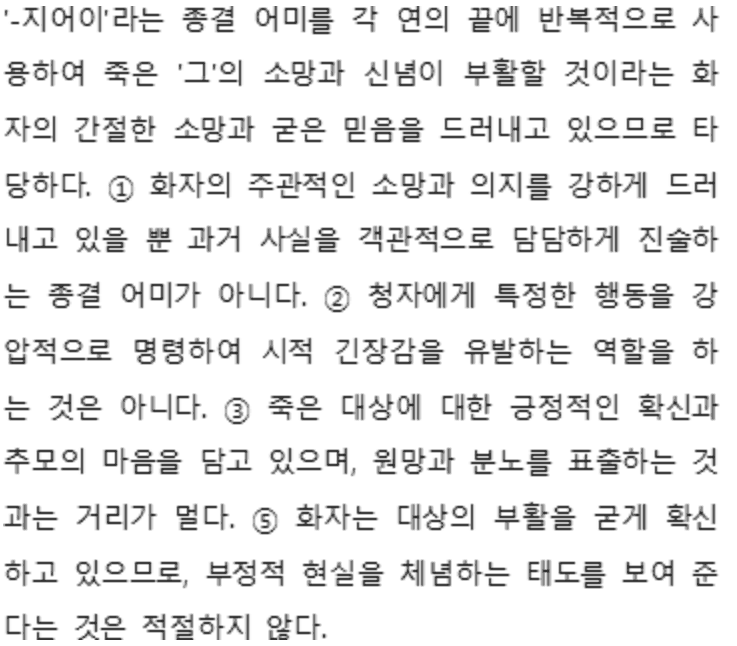 '-지어이'라는 종결 어미를 각 연의 끝에 반복적으로 사
용하여 죽은 '그'의 소망과 신념이 부활할 것이라는 화
자의 간절한 소망과 굳은 믿음을 드러내고 있으므로 타
당하다. ① 화자의 주관적인 소망과 의지를 강하게 드러
내고 있을 뿐 과거 사실을 객관적으로 담담하게 진술하
는 종결 어미가 아니다. ② 청자에게 특정한 행동을 강
압적으로 명령하여 시적 긴장감을 유발하는 역할을 하
는 것은 아니다. ③ 죽은 대상에 대한 긍정적인 확신과
추모의 마음을 담고 있으며, 원망과 분노를 표출하는 것
과는 거리가 멀다. ⑤ 화자는 대상의 부활을 굳게 확신
하고 있으므로, 부정적 현실을 체념하는 태도를 보여 준
다는 것은 적절하지 않다.